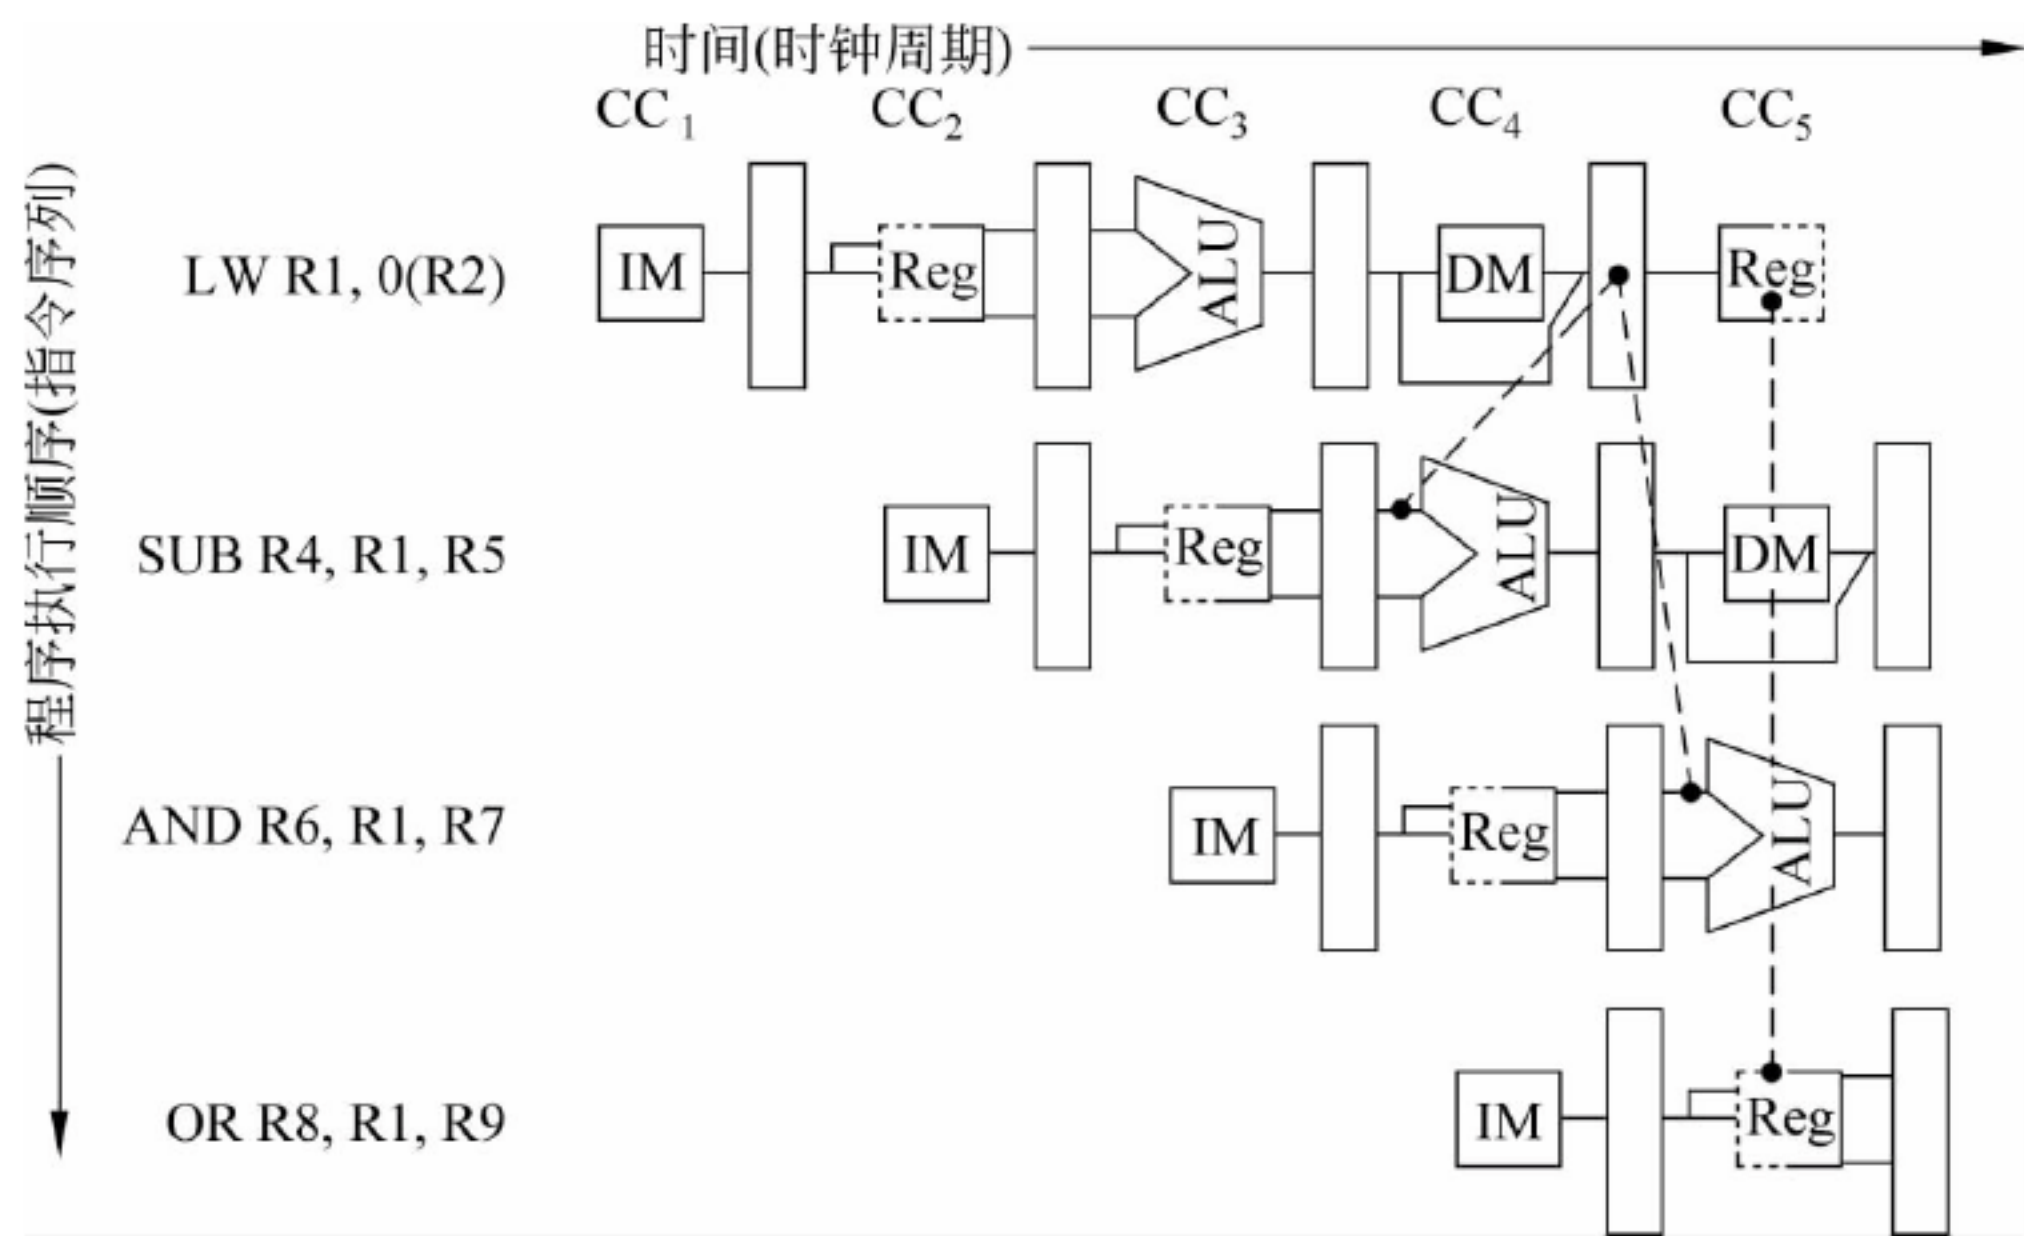 时间(时钟周期)
CC1 CC2 CC3 CC4 CC5
程序执行顺序(指令序列)
LW R1, 0(R2) IM Reg ALU DM Reg
SUB R4, R1, R5 IM Reg ALU DM
AND R6, R1, R7 IM Reg ALU
OR R8, R1, R9 IM Reg